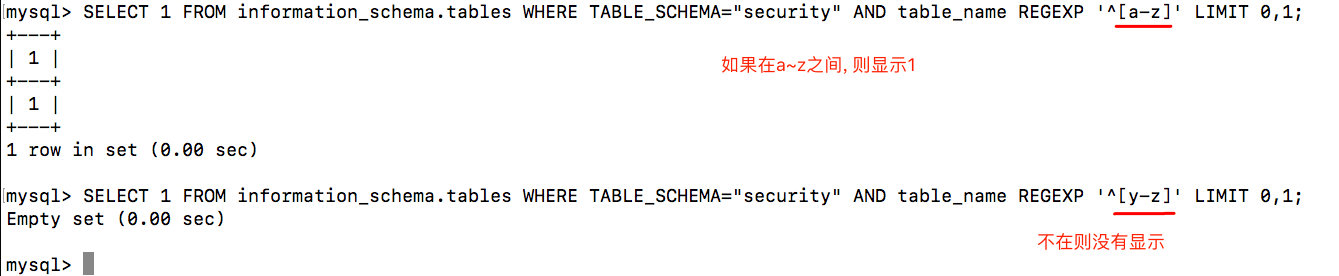 mysql> SELECT 1 FROM information_schema.tables WHERE TABLE_SCHEMA="security" AND table_name REGEXP '^[a-z]' LIMIT 0,1;
+---+
| 1 |
+---+
| 1 |
+---+
1 row in set (0.00 sec)
如果在a~z之间, 则显示1
mysql> SELECT 1 FROM information_schema.tables WHERE TABLE_SCHEMA="security" AND table_name REGEXP '^[y-z]' LIMIT 0,1;
Empty set (0.00 sec)
不在则没有显示
mysql>